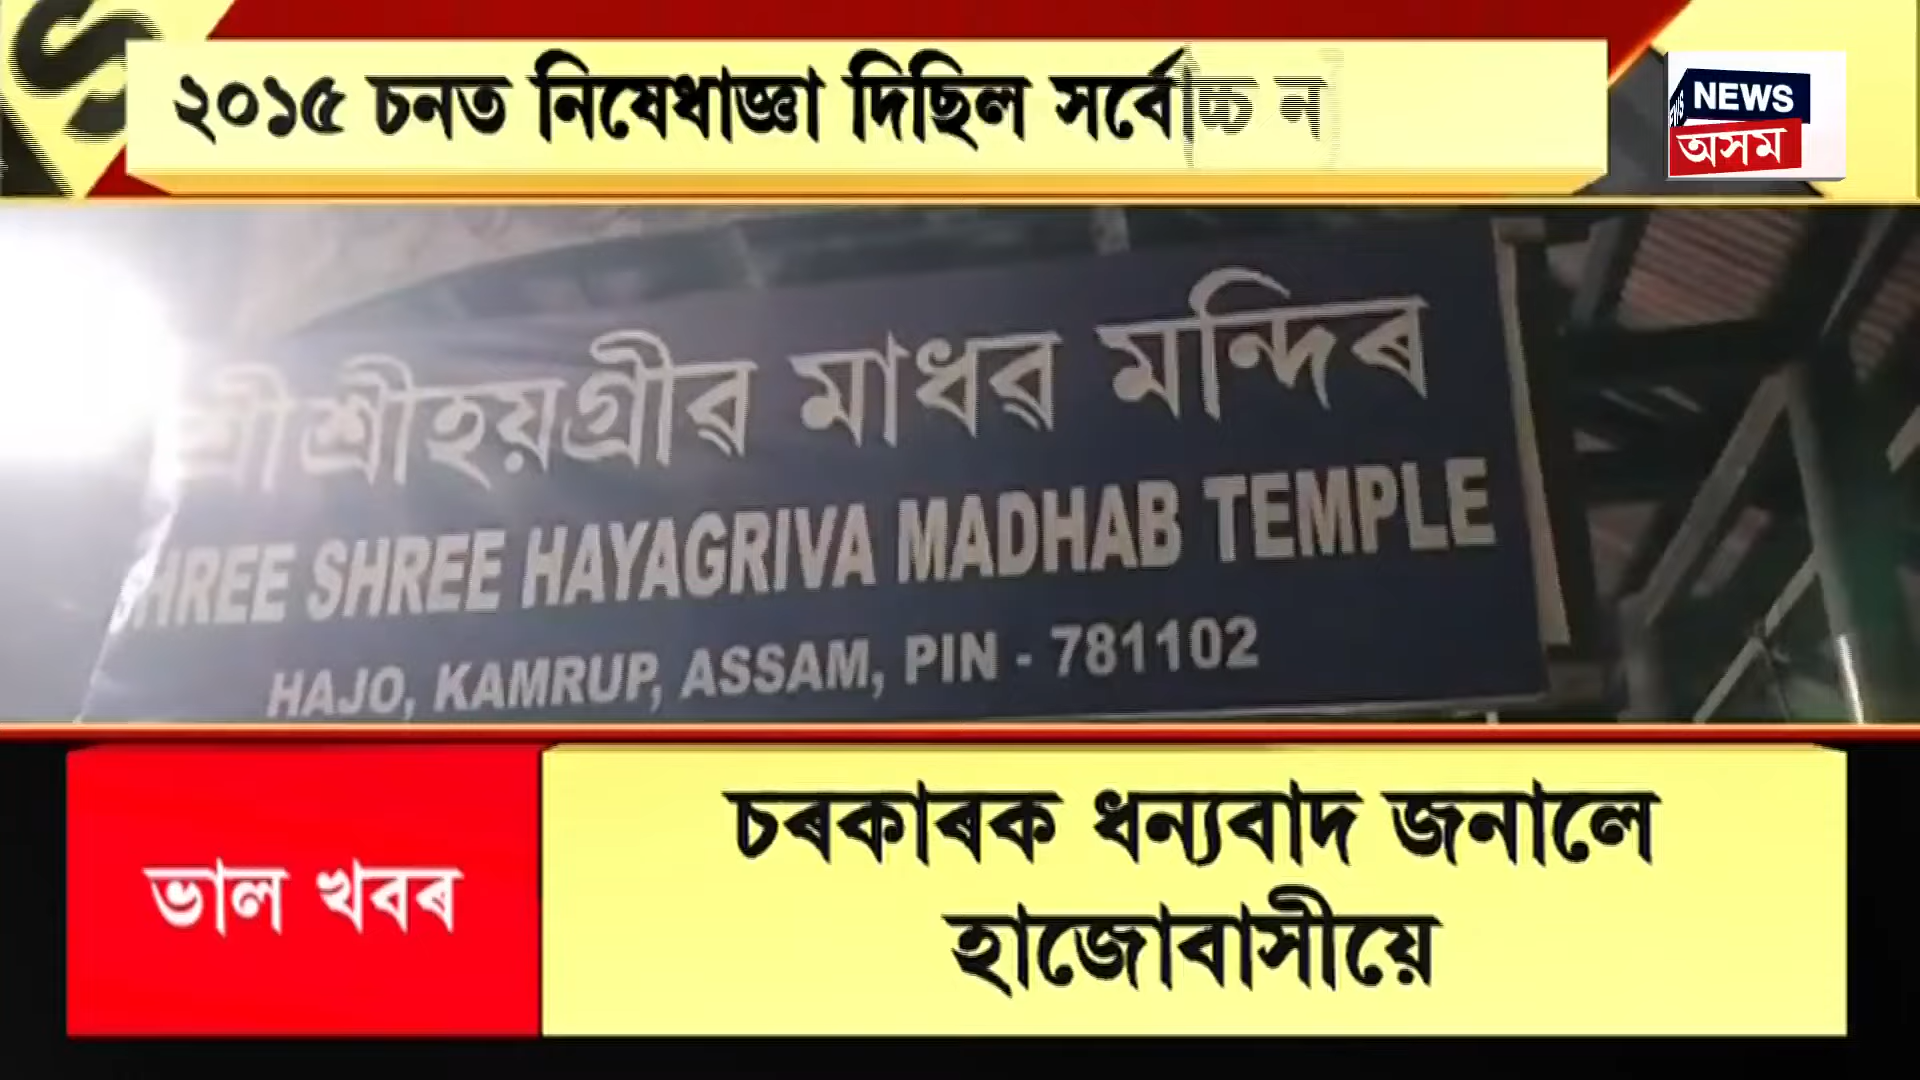 ২০১৫ চনত নিষেধাজ্ঞা দিছিল সৰ্বোচ্চ
NEWS
অসম
শ্ৰী শ্ৰীহয়গ্ৰীৱ মাধৱ মন্দিৰ
SHREE SHREE HAYAGRIVA MADHAB TEMPLE
HAJO, KAMRUP, ASSAM, PIN - 781102
ভাল খবৰ
চৰকাৰক ধন্যবাদ জনালে
হাজোবাসীয়ে